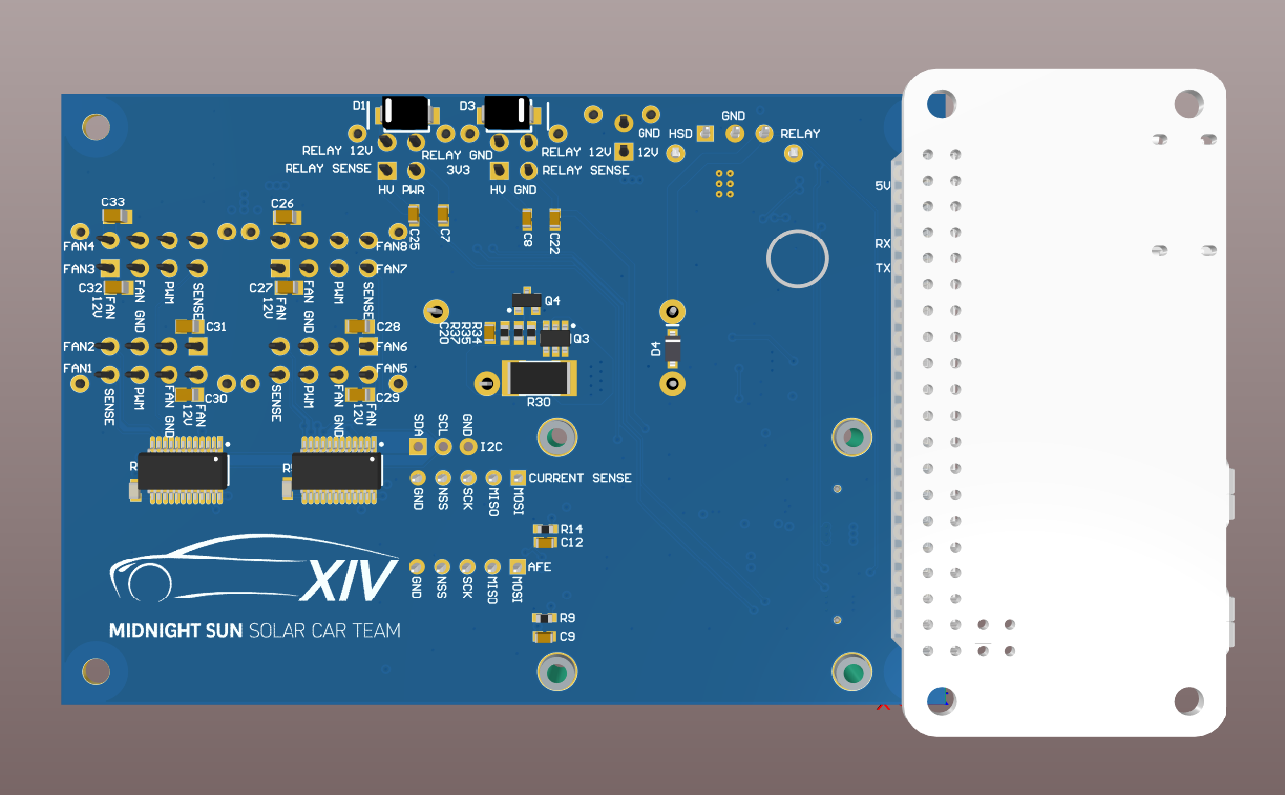 D1
D3
GND
HSD
GND
RELAY
RELAY 12V
RELAY GND
RELAY 12V
12V
RELAY SENSE
3V3
RELAY SENSE
HV
PWR
HV
GND
5V
C33
C26
C25
C7
C8
C22
FAN4
FAN8
RX
FAN3
FAN7
TX
C32
FAN
12V
FAN GND
PWM
SENSE
C27
FAN
12V
FAN GND
PWM
SENSE
Q4
C31
C28
C20
R37
Q3
D4
FAN2
FAN6
FAN1
FAN5
SENSE
PWM
FAN GND
12V
FAN
C30
SENSE
PWM
FAN GND
12V
FAN
C29
R30
SDA
SCL
GND
I2C
CURRENT SENSE
GND
NSS
SCK
MISO
MOSI
R14
C12
AFE
GND
NSS
SCK
MISO
MOSI
R9
C9
XIV
MIDNIGHT SUN SOLAR CAR TEAM